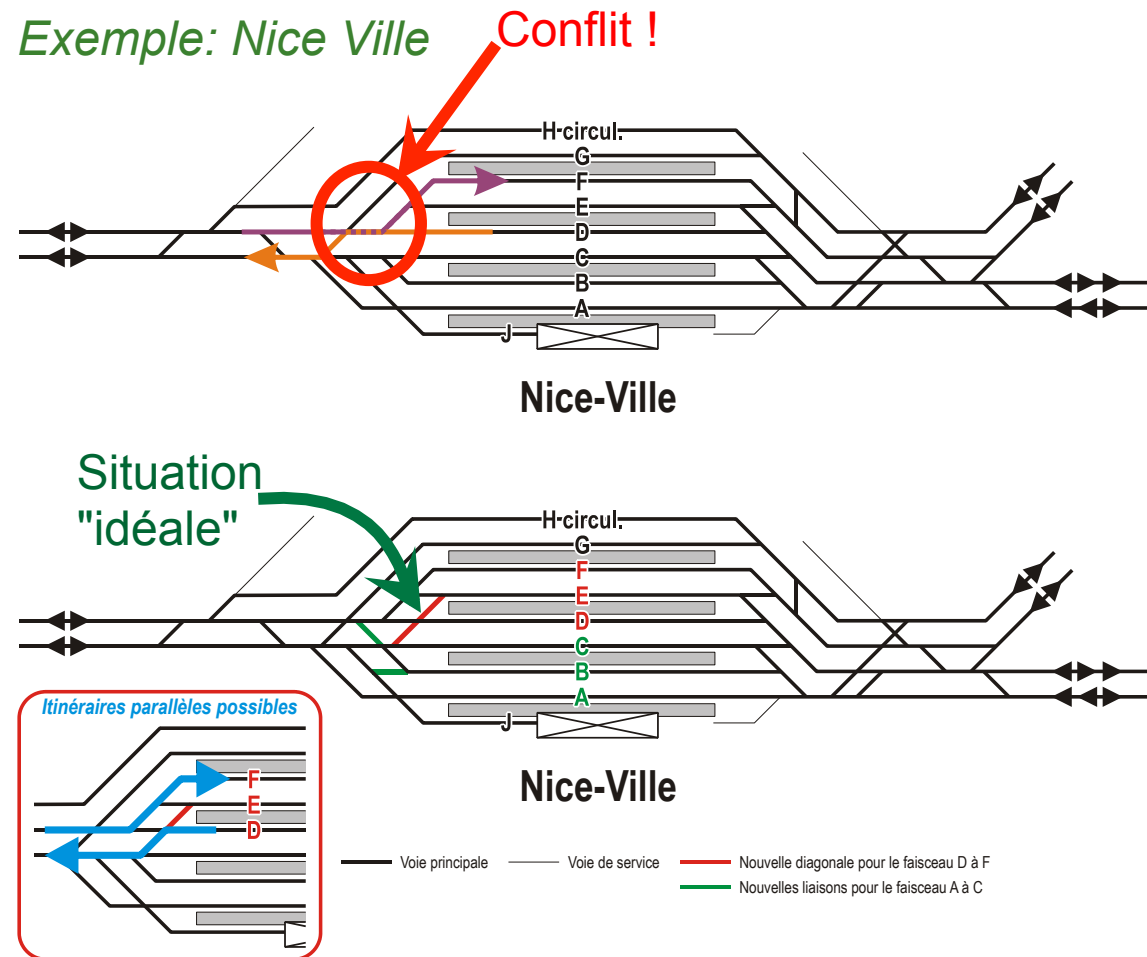 Exemple: Nice Ville
Conflit !
H-circul.
G
F
E
D
C
B
A
J
Nice-Ville
Situation
"idéale"
H-circul.
G
F
E
D
C
B
A
J
Itinéraires parallèles possibles
F
E
D
Nice-Ville
Voie principale
Voie de service
Nouvelle diagonale pour le faisceau D à F
Nouvelles liaisons pour le faisceau A à C